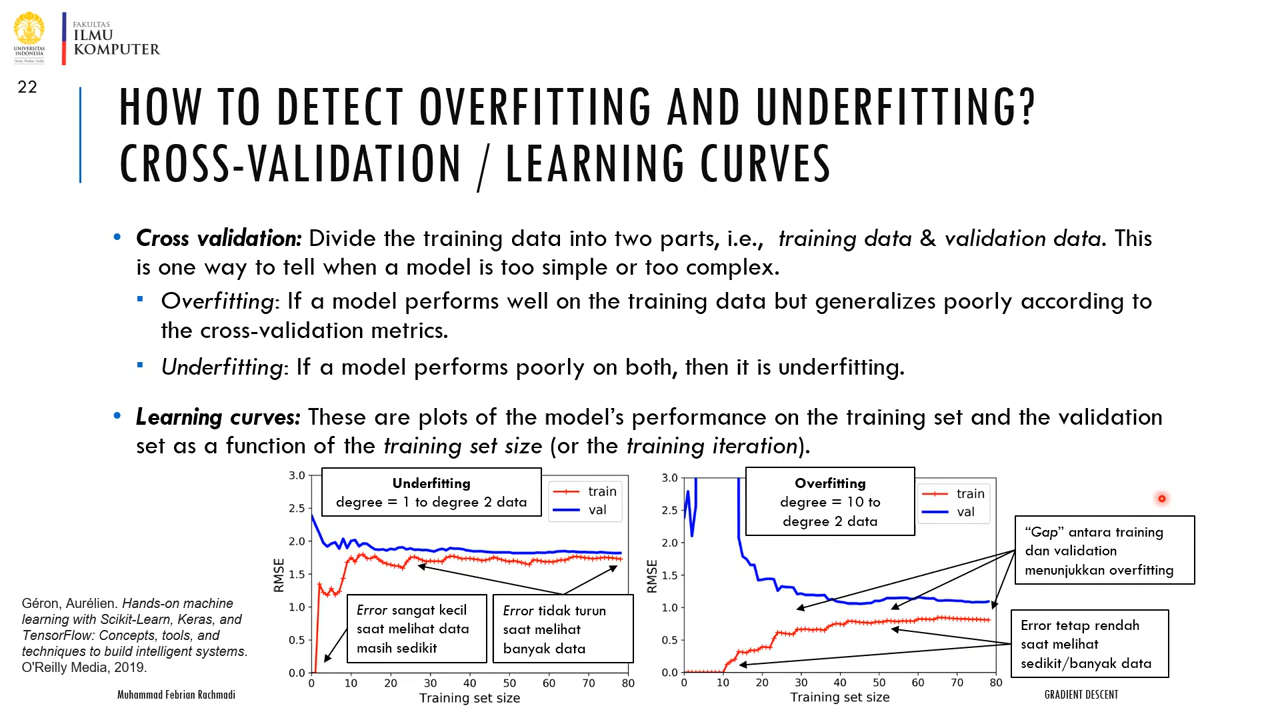 UNIVERSITAS
INDONESIA
FAKULTAS
ILMU
KOMPUTER
22
HOW TO DETECT OVERFITTING AND UNDERFITTING?
CROSS-VALIDATION / LEARNING CURVES
• Cross validation: Divide the training data into two parts, i.e., training data & validation data. This
is one way to tell when a model is too simple or too complex.
▪ Overfitting: If a model performs well on the training data but generalizes poorly according to
the cross-validation metrics.
▪ Underfitting: If a model performs poorly on both, then it is underfitting.
• Learning curves: These are plots of the model's performance on the training set and the validation
set as a function of the training set size (or the training iteration).
Underfitting
degree = 1 to degree 2 data
train
val
3.0
2.5
2.0
1.5
1.0
0.5
0.0
RMSE
Error sangat kecil
saat melihat data
masih sedikit
Error tidak turun
saat melihat
banyak data
0 10 20 30 40 50 60 70 80
Training set size
Overfitting
degree = 10 to
degree 2 data
train
val
3.0
2.5
2.0
1.5
1.0
0.5
0.0
RMSE
0 10 20 30 40 50 60 70 80
Training set size
"Gap" antara training
dan validation
menunjukkan overfitting
Error tetap rendah
saat melihat
sedikit/banyak data
Géron, Aurélien. Hands-on machine
learning with Scikit-Learn, Keras, and
TensorFlow: Concepts, tools, and
techniques to build intelligent systems.
O'Reilly Media, 2019.
Muhammad Febrian Rachmadi
GRADIENT DESCENT